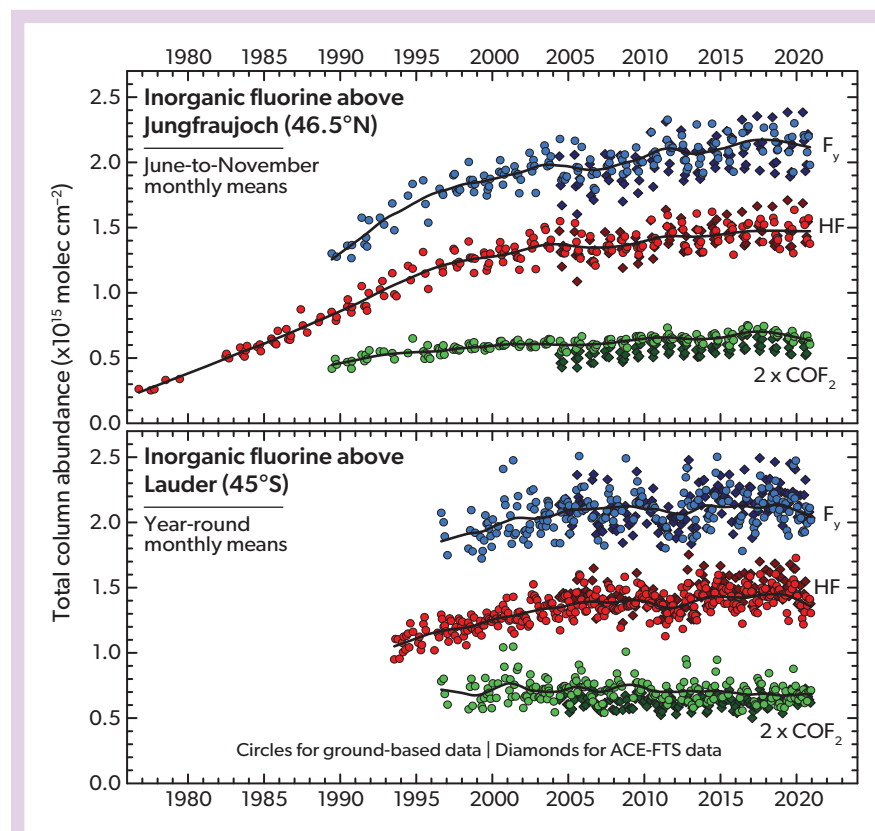 1980 1985 1990 1995 2000 2005 2010 2015 2020
2.5
2.0
1.5
1.0
0.5
0.0
Inorganic fluorine above
Jungfraujoch (46.5°N)
June-to-November
monthly means
F_y
HF
2 x COF₂
Total column abundance (x10¹⁵ molec cm⁻²)
2.5
2.0
1.5
1.0
0.5
0.0
Inorganic fluorine above
Lauder (45°S)
Year-round
monthly means
F_y
HF
2 x COF₂
Circles for ground-based data | Diamonds for ACE-FTS data
1980 1985 1990 1995 2000 2005 2010 2015 2020